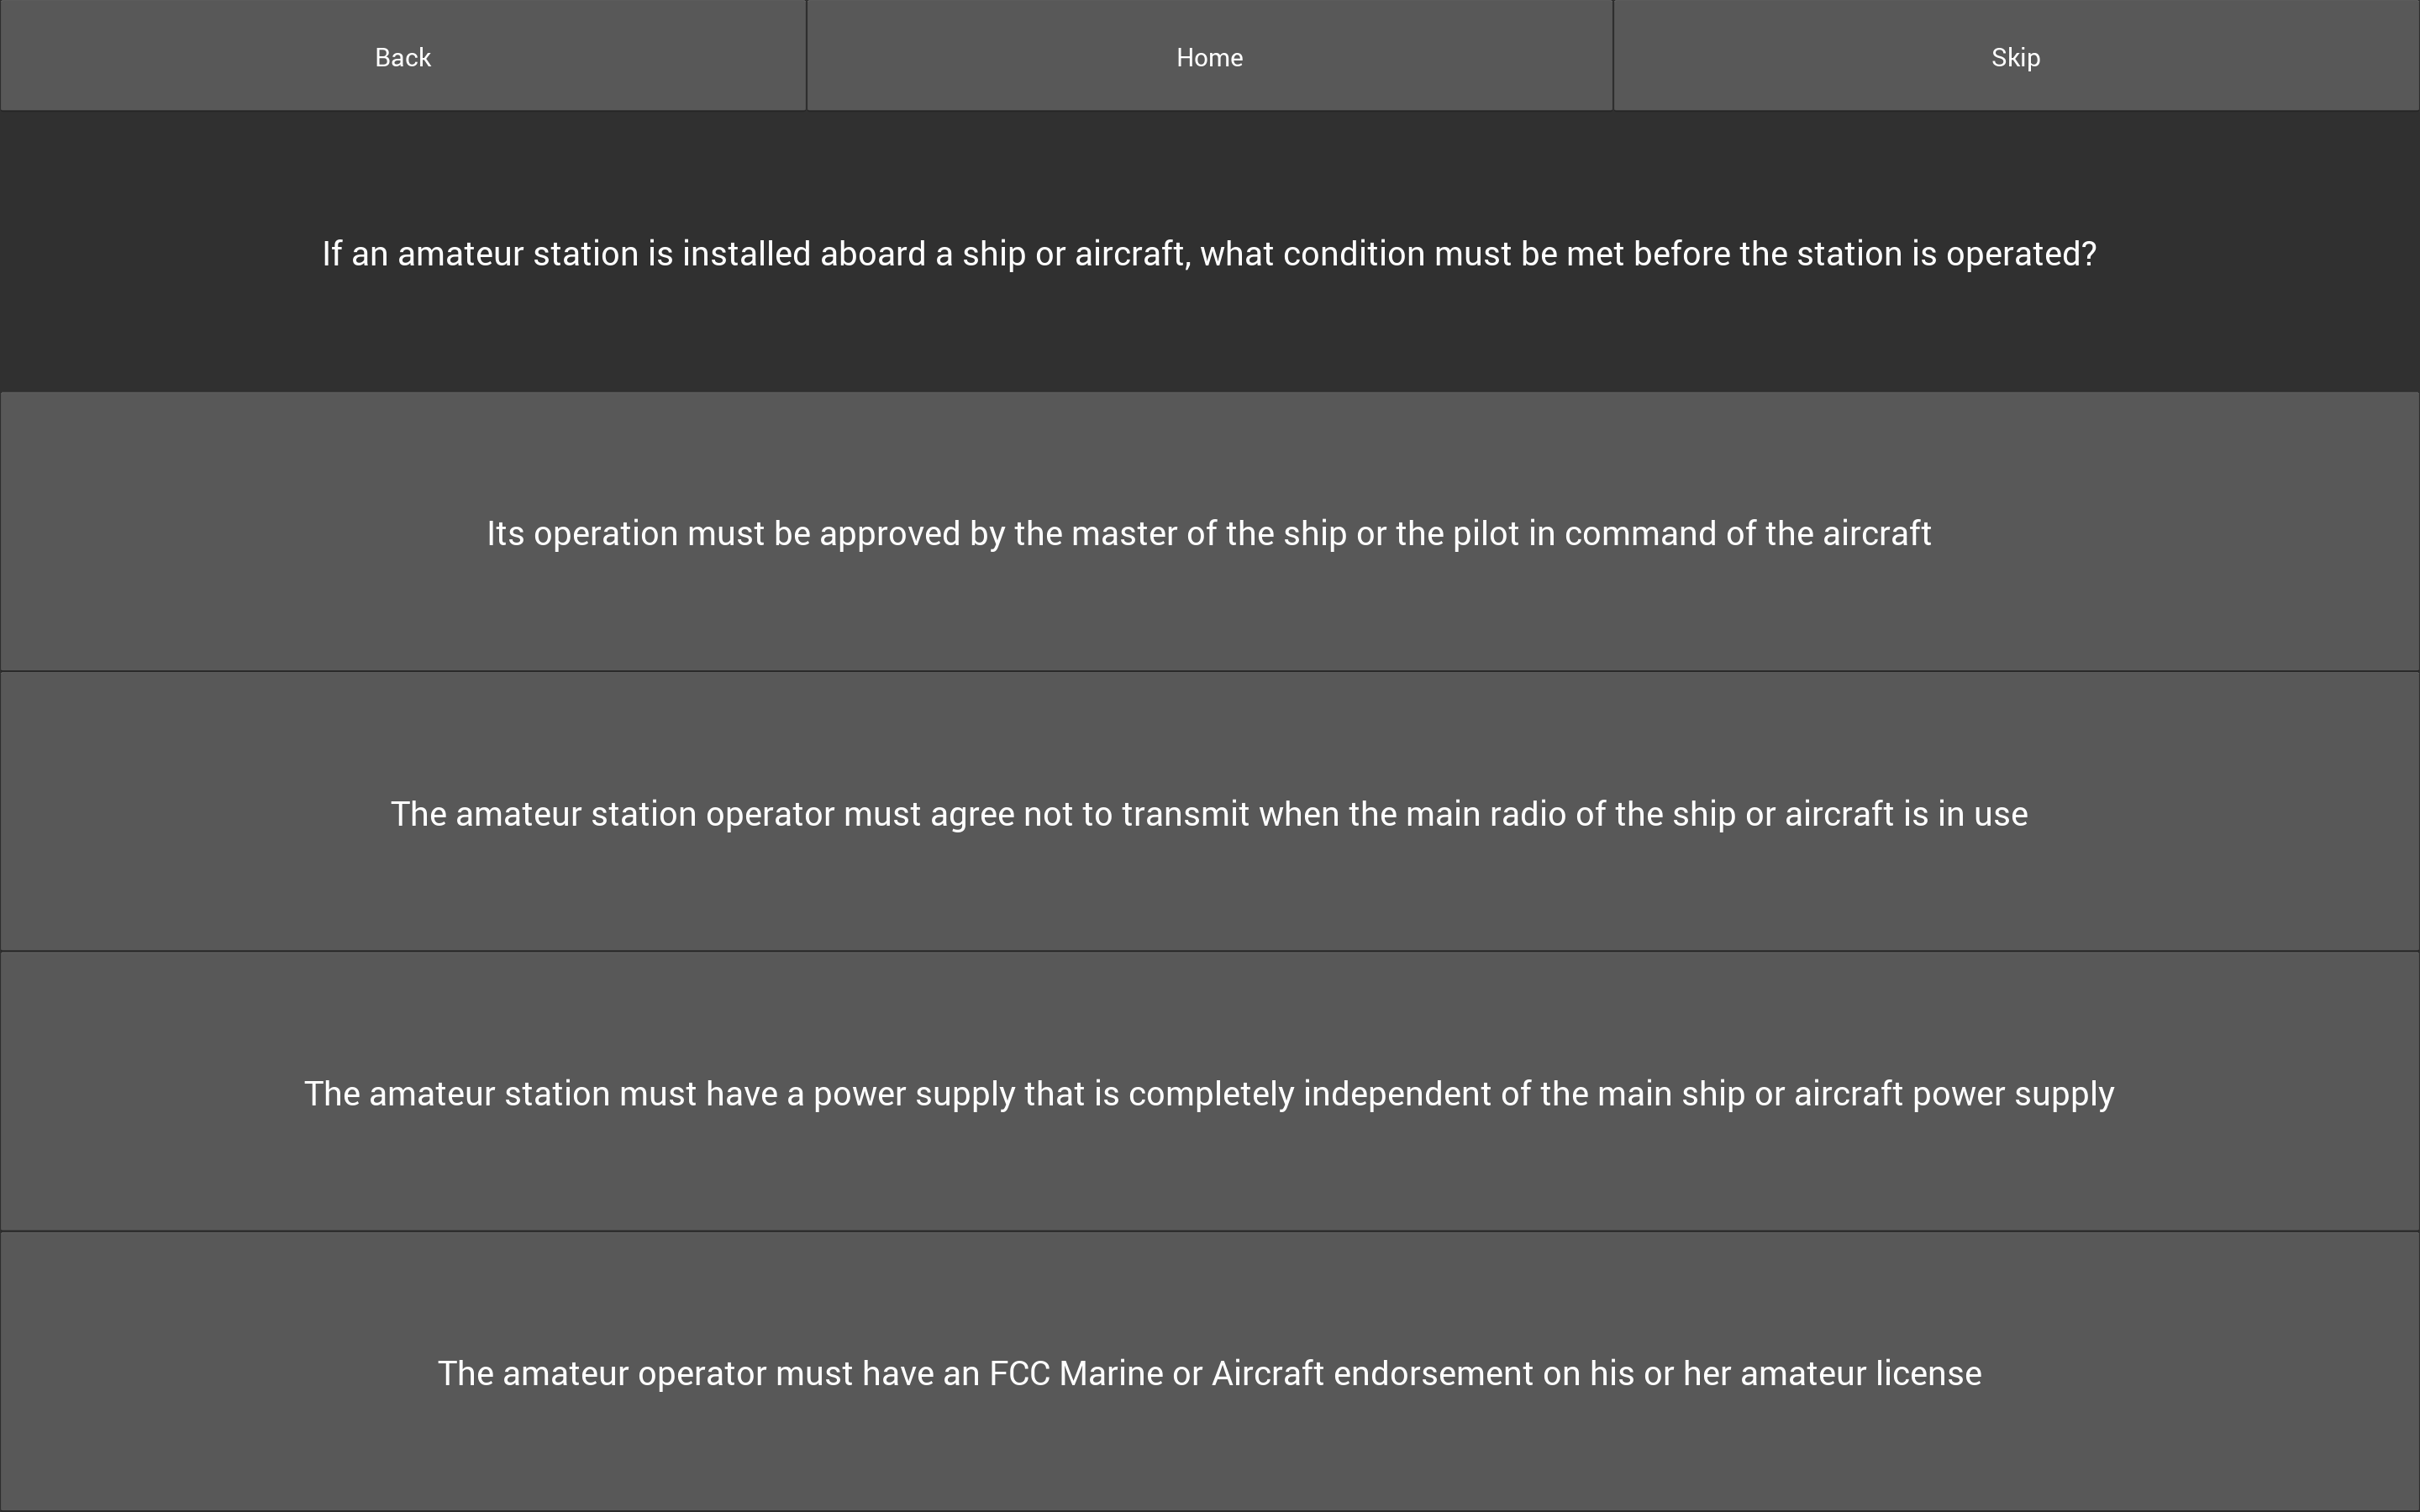 Back
Home
Skip
If an amateur station is installed aboard a ship or aircraft, what condition must be met before the station is operated?
Its operation must be approved by the master of the ship or the pilot in command of the aircraft
The amateur station operator must agree not to transmit when the main radio of the ship or aircraft is in use
The amateur station must have a power supply that is completely independent of the main ship or aircraft power supply
The amateur operator must have an FCC Marine or Aircraft endorsement on his or her amateur license